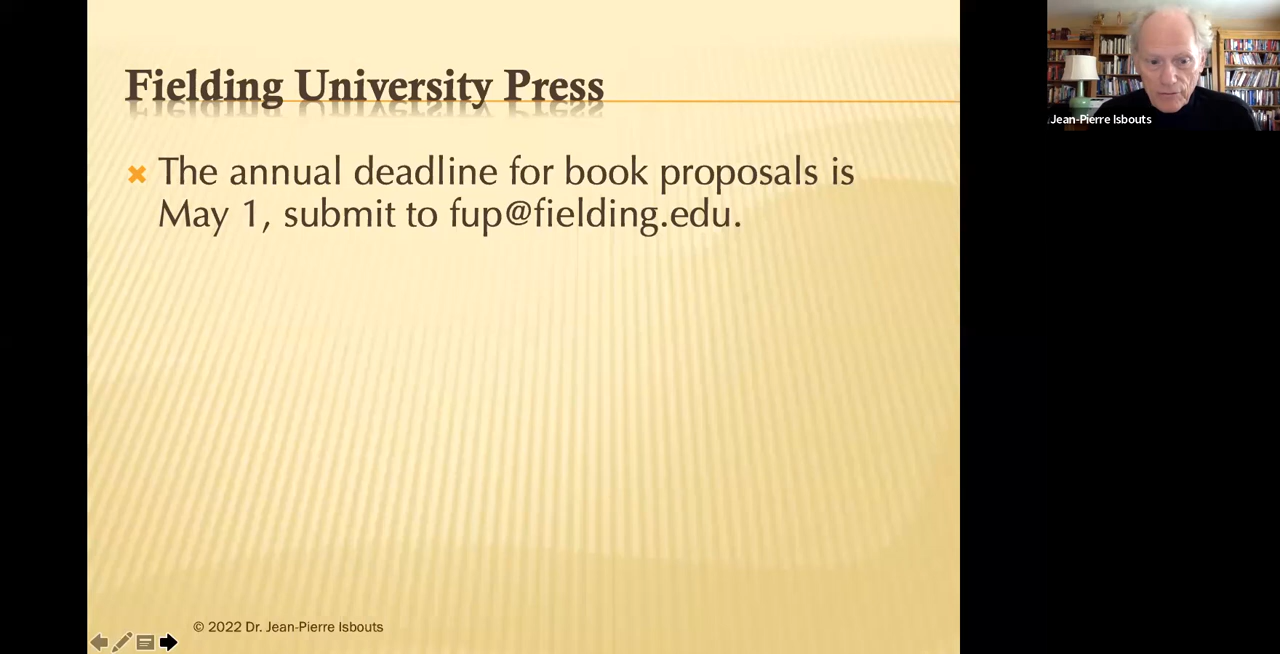 Fielding University Press
The annual deadline for book proposals is
May 1, submit to fup@fielding.edu.
© 2022 Dr. Jean-Pierre Isbouts
Jean-Pierre Isbouts